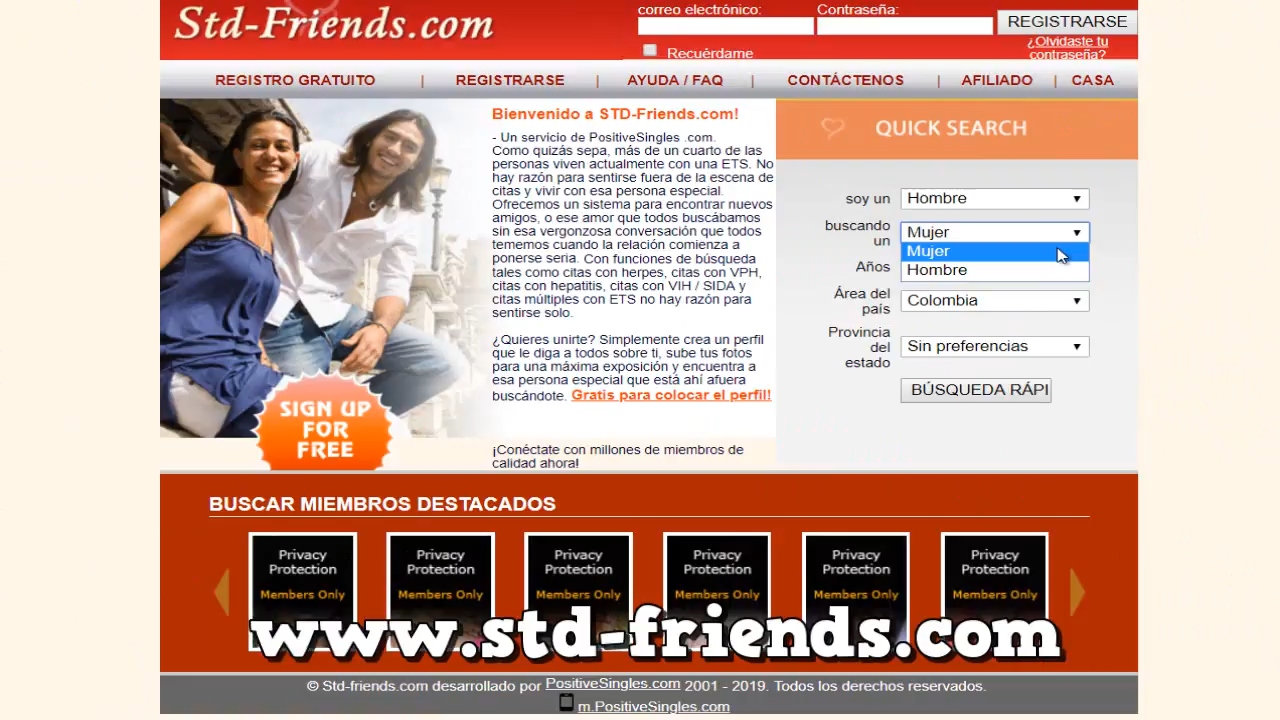 Std-Friends.com
correo electrónico:
Contraseña:
REGISTRARSE
Recuérdame
¿Olvidaste tu
contraseña?
REGISTRO GRATUITO | REGISTRARSE | AYUDA / FAQ | CONTÁCTENOS | AFILIADO | CASA
Bienvenido a STD-Friends.com!
- Un servicio de PositiveSingles .com.
Como quizás sepa, más de un cuarto de las
personas viven actualmente con una ETS. No
hay razón para sentirse fuera de la escena de
citas y vivir con esa persona especial.
Ofrecemos un sistema para encontrar nuevos
amigos, o ese amor que todos buscábamos
sin esa vergonzosa conversación que todos
tememos cuando la relación comienza a
ponerse seria. Con funciones de búsqueda
tales como citas con herpes, citas con VPH,
citas con hepatitis, citas con VIH / SIDA y
citas múltiples con ETS no hay razón para
sentirse solo.
¿Quieres unirte? Simplemente crea un perfil
que le diga a todos sobre ti, sube tus fotos
para una máxima exposición y encuentra a
esa persona especial que está ahí afuera
buscándote. Gratis para colocar el perfil!
¡Conéctate con millones de miembros de
calidad ahora!
SIGN UP
FOR
FREE
QUICK SEARCH
soy un
Hombre
buscando
un
Mujer
Mujer
Hombre
Años
Área del
país
Colombia
Provincia
del
estado
Sin preferencias
BÚSQUEDA RÁPI
BUSCAR MIEMBROS DESTACADOS
Privacy
Protection
Members Only
Privacy
Protection
Members Only
Privacy
Protection
Members Only
Privacy
Protection
Members Only
Privacy
Protection
Members Only
Privacy
Protection
Members Only
www.std-friends.com
© Std-friends.com desarrollado por PositiveSingles.com 2001 - 2019. Todos los derechos reservados.
m.PositiveSingles.com